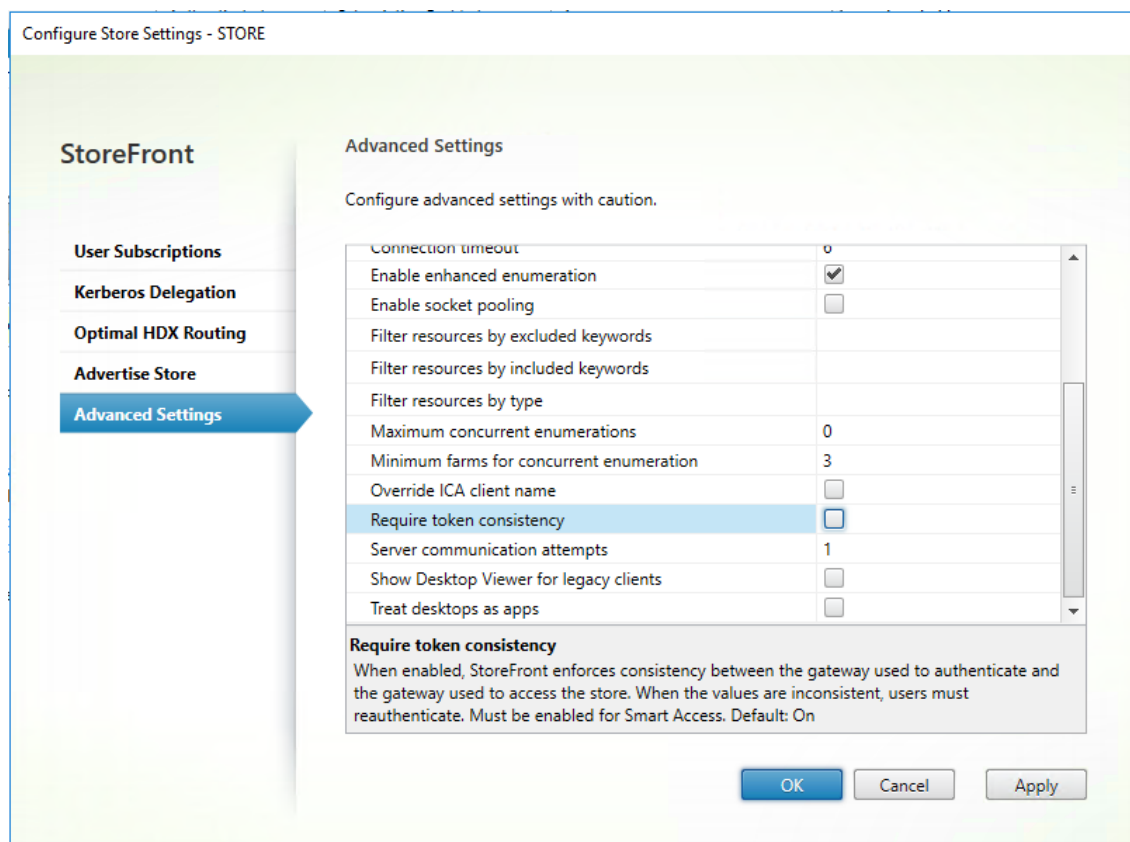 Configure Store Settings - STORE
StoreFront
User Subscriptions
Kerberos Delegation
Optimal HDX Routing
Advertise Store
Advanced Settings
Advanced Settings
Configure advanced settings with caution.
Connection timeout 6
Enable enhanced enumeration
Enable socket pooling
Filter resources by excluded keywords
Filter resources by included keywords
Filter resources by type
Maximum concurrent enumerations 0
Minimum farms for concurrent enumeration 3
Override ICA client name
Require token consistency
Server communication attempts 1
Show Desktop Viewer for legacy clients
Treat desktops as apps
Require token consistency
When enabled, StoreFront enforces consistency between the gateway used to authenticate and
the gateway used to access the store. When the values are inconsistent, users must
reauthenticate. Must be enabled for Smart Access. Default: On
OK Cancel Apply